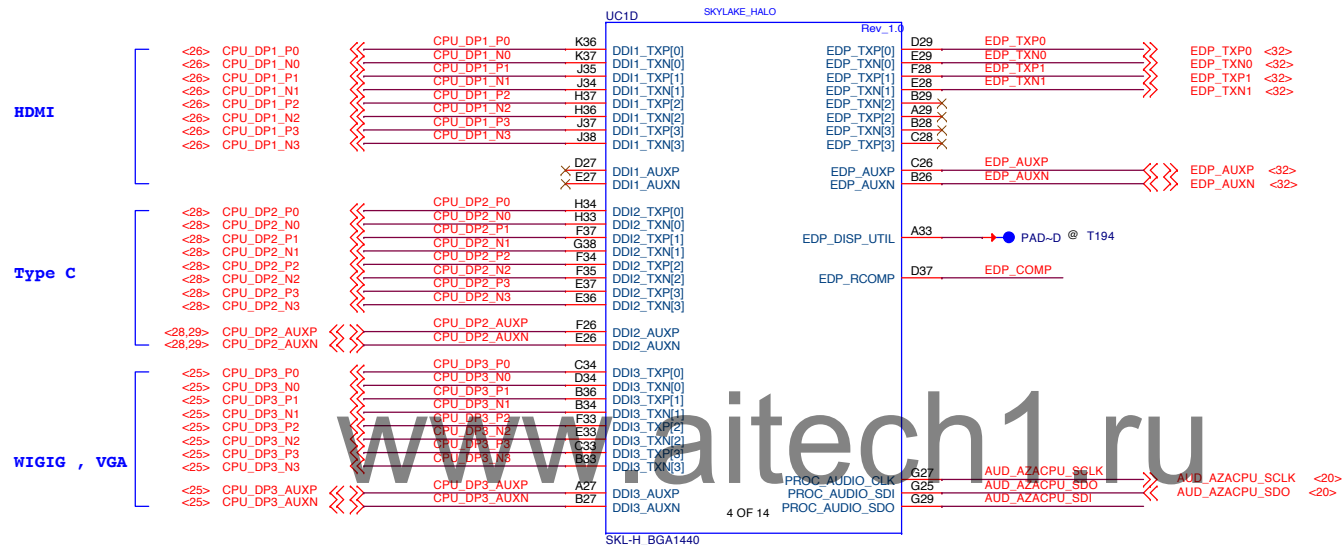 UC1D SKYLAKE_HALO
Rev_1.0
HDMI
<26> CPU_DP1_P0 CPU_DP1_P0 K36 DDI1_TXP[0]
<26> CPU_DP1_N0 CPU_DP1_N0 K37 DDI1_TXN[0]
<26> CPU_DP1_P1 CPU_DP1_P1 J35 DDI1_TXP[1]
<26> CPU_DP1_N1 CPU_DP1_N1 J34 DDI1_TXN[1]
<26> CPU_DP1_P2 CPU_DP1_P2 H37 DDI1_TXP[2]
<26> CPU_DP1_N2 CPU_DP1_N2 H36 DDI1_TXN[2]
<26> CPU_DP1_P3 CPU_DP1_P3 J37 DDI1_TXP[3]
<26> CPU_DP1_N3 CPU_DP1_N3 J38 DDI1_TXN[3]
D27 DDI1_AUXP
E27 DDI1_AUXN
Type C
<28> CPU_DP2_P0 CPU_DP2_P0 H34 DDI2_TXP[0]
<28> CPU_DP2_N0 CPU_DP2_N0 H33 DDI2_TXN[0]
<28> CPU_DP2_P1 CPU_DP2_P1 F37 DDI2_TXP[1]
<28> CPU_DP2_N1 CPU_DP2_N1 G38 DDI2_TXN[1]
<28> CPU_DP2_P2 CPU_DP2_P2 F34 DDI2_TXP[2]
<28> CPU_DP2_N2 CPU_DP2_N2 F35 DDI2_TXN[2]
<28> CPU_DP2_P3 CPU_DP2_P3 E37 DDI2_TXP[3]
<28> CPU_DP2_N3 CPU_DP2_N3 E36 DDI2_TXN[3]
<28,29> CPU_DP2_AUXP CPU_DP2_AUXP F26 DDI2_AUXP
<28,29> CPU_DP2_AUXN CPU_DP2_AUXN E26 DDI2_AUXN
WIGIG , VGA
<25> CPU_DP3_P0 CPU_DP3_P0 C34 DDI3_TXP[0]
<25> CPU_DP3_N0 CPU_DP3_N0 D34 DDI3_TXN[0]
<25> CPU_DP3_P1 CPU_DP3_P1 B36 DDI3_TXP[1]
<25> CPU_DP3_N1 CPU_DP3_N1 B34 DDI3_TXN[1]
<25> CPU_DP3_P2 CPU_DP3_P2 F33 DDI3_TXP[2]
<25> CPU_DP3_N2 CPU_DP3_N2 E33 DDI3_TXN[2]
<25> CPU_DP3_P3 CPU_DP3_P3 C33 DDI3_TXP[3]
<25> CPU_DP3_N3 CPU_DP3_N3 B33 DDI3_TXN[3]
<25> CPU_DP3_AUXP CPU_DP3_AUXP A27 DDI3_AUXP
<25> CPU_DP3_AUXN CPU_DP3_AUXN B27 DDI3_AUXN
EDP_TXP[0] D29 EDP_TXP0 EDP_TXP0 <32>
EDP_TXN[0] E29 EDP_TXN0 EDP_TXN0 <32>
EDP_TXP[1] F28 EDP_TXP1 EDP_TXP1 <32>
EDP_TXN[1] E28 EDP_TXN1 EDP_TXN1 <32>
EDP_TXN[2] B29
EDP_TXP[2] A29
EDP_TXN[3] B28
EDP_TXP[3] C28
EDP_AUXP C26 EDP_AUXP EDP_AUXP <32>
EDP_AUXN B26 EDP_AUXN EDP_AUXN <32>
EDP_DISP_UTIL A33 PAD~D @ T194
EDP_RCOMP D37 EDP_COMP
PROC_AUDIO_CLK G27 AUD_AZACPU_SCLK AUD_AZACPU_SCLK <20>
PROC_AUDIO_SDI G25 AUD_AZACPU_SDO AUD_AZACPU_SDO <20>
PROC_AUDIO_SDO G29 AUD_AZACPU_SDI
4 OF 14
SKL-H_BGA1440
www.aitech1.ru